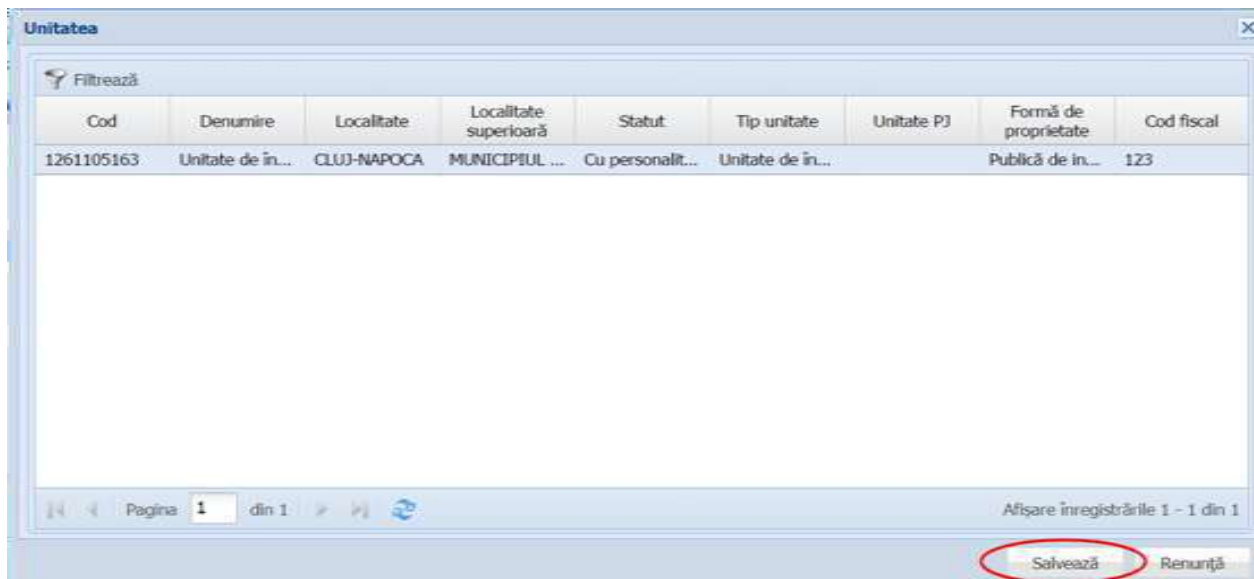 Unitatea
Filtrează
Cod Denumire Localitate Localitate superioară Statut Tip unitate Unitate PJ Formă de proprietate Cod fiscal
1261105163 Unitate de în... CLUJ-NAPOCA MUNICIPIUL ... Cu personalit... Unitate de în... Publică de in... 123
Pagina 1 din 1 Afișare înregistrările 1 - 1 din 1
Salvează Renunță